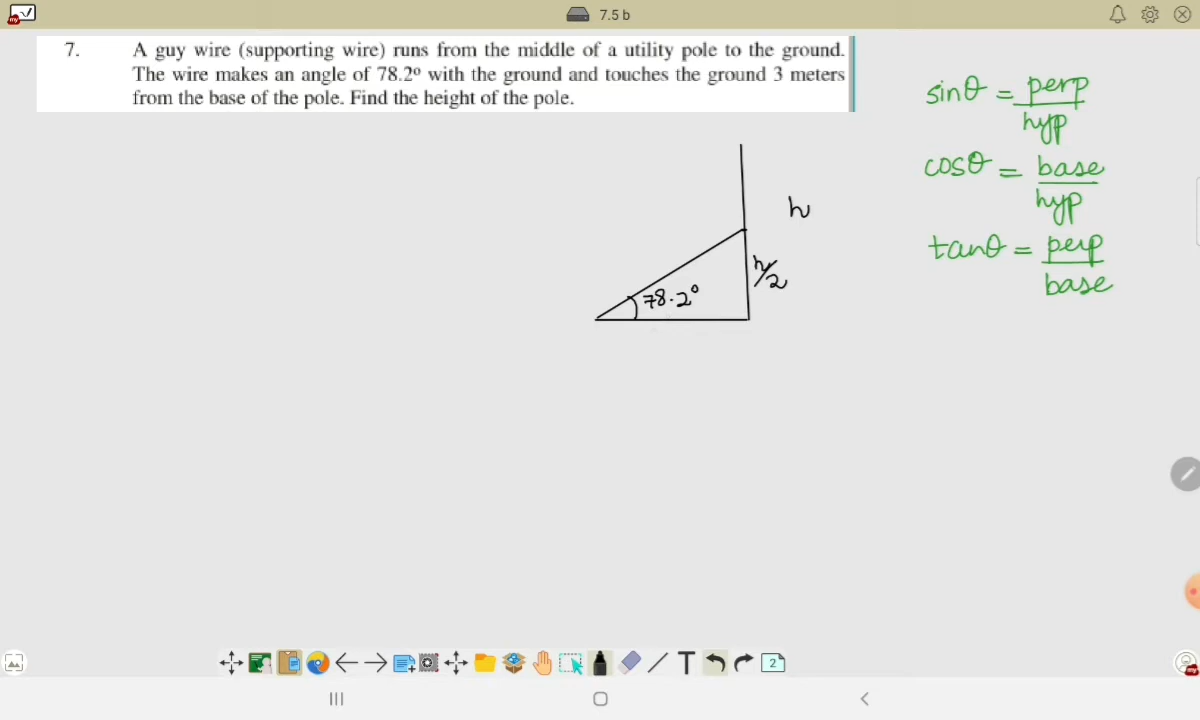 7.5 b
7. A guy wire (supporting wire) runs from the middle of a utility pole to the ground.
The wire makes an angle of 78.2º with the ground and touches the ground 3 meters
from the base of the pole. Find the height of the pole.
sinθ = perp
hyp
cosθ = base
hyp
tanθ = perp
base
h
h/2
78.2°
T
2